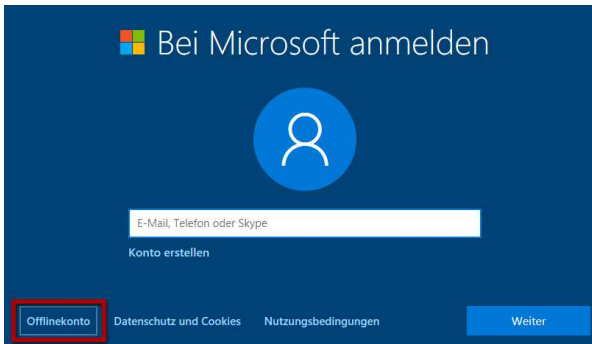 Bei Microsoft anmelden
E-Mail, Telefon oder Skype
Konto erstellen
Offlinekonto Datenschutz und Cookies Nutzungsbedingungen Weiter